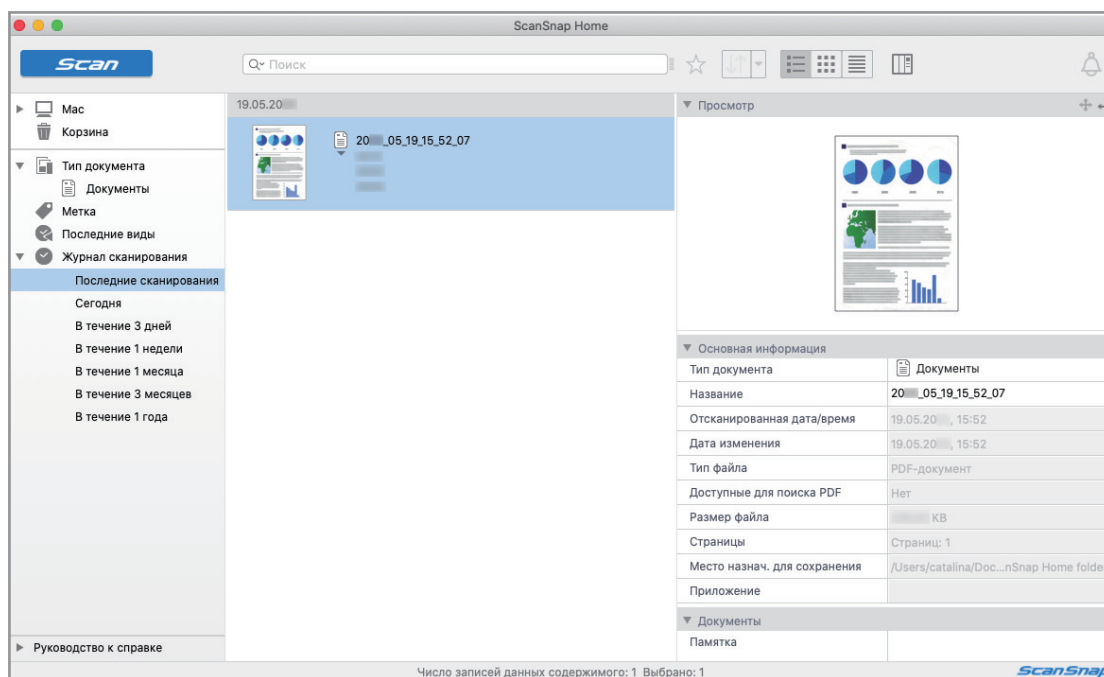 ScanSnap Home
Scan
Поиск
Mac
Корзина
Тип документа
Документы
Метка
Последние виды
Журнал сканирования
Последние сканирования
Сегодня
В течение 3 дней
В течение 1 недели
В течение 1 месяца
В течение 3 месяцев
В течение 1 года
Руководство к справке
19.05.20
20 _05_19_15_52_07
Просмотр
Основная информация
Тип документа Документы
Название 20 _05_19_15_52_07
Отсканированная дата/время 19.05.20 , 15:52
Дата изменения 19.05.20 , 15:52
Тип файла PDF-документ
Доступные для поиска PDF Нет
Размер файла KB
Страницы Страниц: 1
Место назнач. для сохранения /Users/catalina/Doc...nSnap Home folde
Приложение
Документы
Памятка
Число записей данных содержимого: 1 Выбрано: 1
ScanSnap